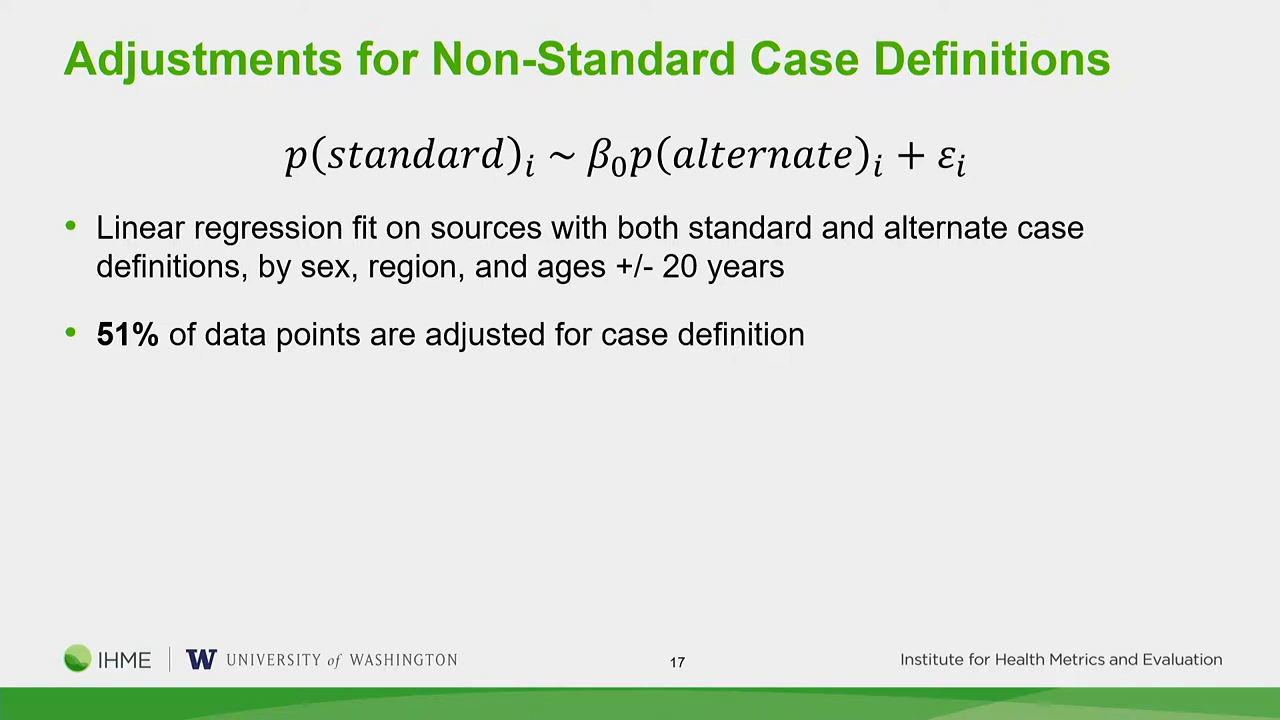 Adjustments for Non-Standard Case Definitions
p(standard)ᵢ ~ β₀p(alternate)ᵢ + εᵢ
• Linear regression fit on sources with both standard and alternate case
definitions, by sex, region, and ages +/- 20 years
• 51% of data points are adjusted for case definition
IHME | W UNIVERSITY of WASHINGTON
17
Institute for Health Metrics and Evaluation